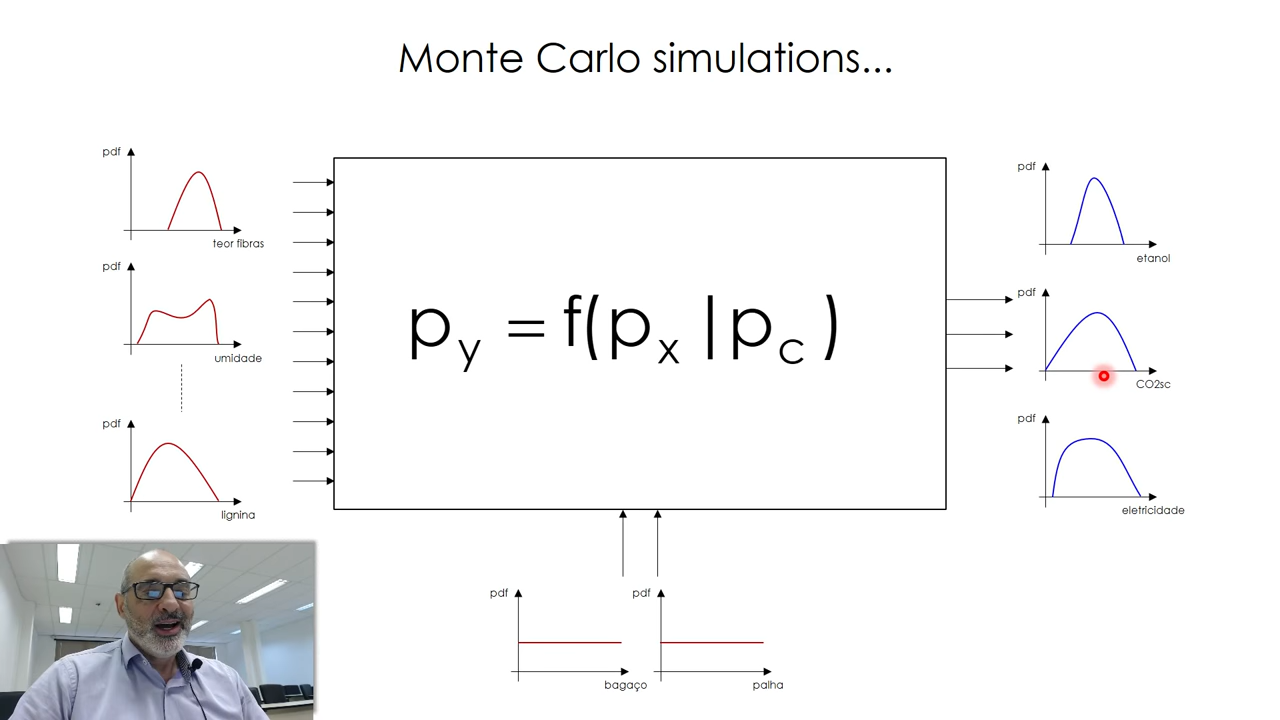 Monte Carlo simulations...
pdf
teor fibras
pdf
umidade
pdf
lignina
p_y = f(p_x | p_c)
pdf
etanol
pdf
CO2sc
pdf
eletricidade
pdf
bagaço
pdf
palha